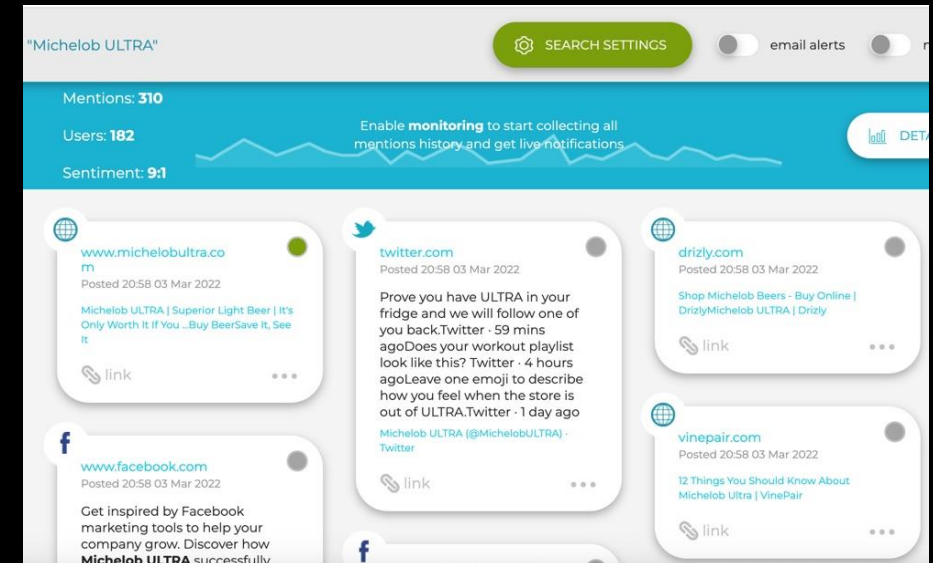 "Michelob ULTRA"
SEARCH SETTINGS
email alerts
Mentions: 310
Users: 182
Sentiment: 9:1
Enable monitoring to start collecting all
mentions history and get live notifications
www.michelobultra.co
m
Posted 20:58 03 Mar 2022
Michelob ULTRA | Superior Light Beer | It's
Only Worth It If You ...Buy BeerSave It, See
It
link
www.facebook.com
Posted 20:58 03 Mar 2022
Get inspired by Facebook
marketing tools to help your
company grow. Discover how
Michelob ULTRA successfully
twitter.com
Posted 20:58 03 Mar 2022
Prove you have ULTRA in your
fridge and we will follow one of
you back.Twitter · 59 mins
agoDoes your workout playlist
look like this? Twitter · 4 hours
agoLeave one emoji to describe
how you feel when the store is
out of ULTRA.Twitter · 1 day ago
Michelob ULTRA (@MichelobULTRA) ·
Twitter
link
drizly.com
Posted 20:58 03 Mar 2022
Shop Michelob Beers - Buy Online |
DrizlyMichelob ULTRA | Drizly
link
vinepair.com
Posted 20:58 03 Mar 2022
12 Things You Should Know About
Michelob Ultra | VinePair
link